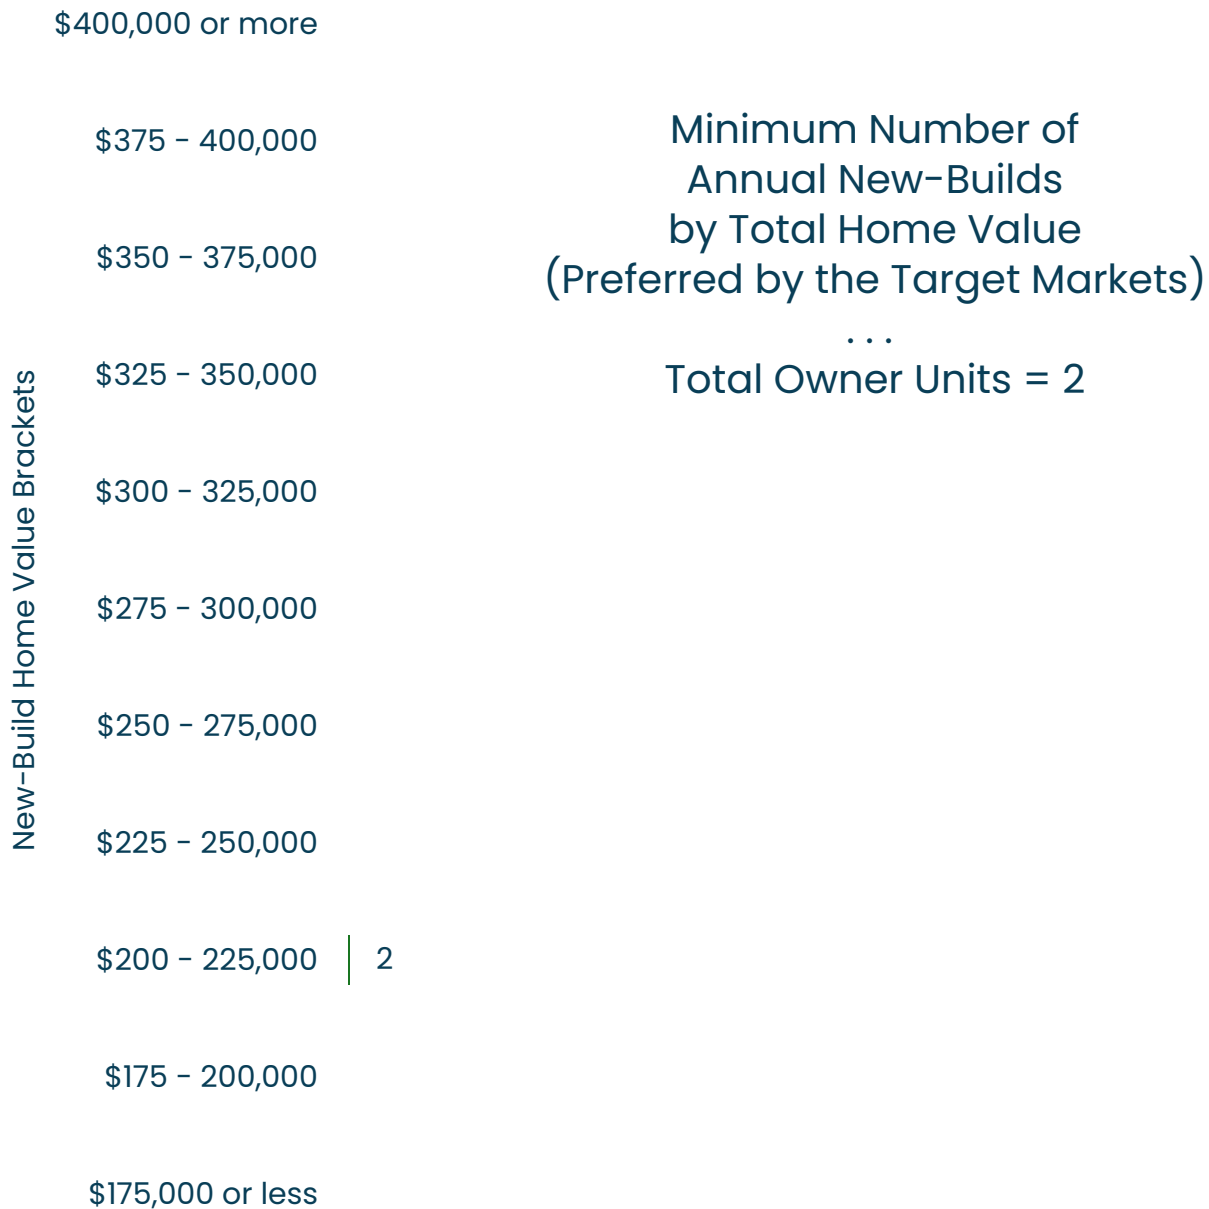 $400,000 or more
$375 - 400,000
$350 - 375,000
$325 - 350,000
$300 - 325,000
$275 - 300,000
$250 - 275,000
$225 - 250,000
$200 - 225,000 2
$175 - 200,000
$175,000 or less
New-Build Home Value Brackets
Minimum Number of
Annual New-Builds
by Total Home Value
(Preferred by the Target Markets)
. . .
Total Owner Units = 2